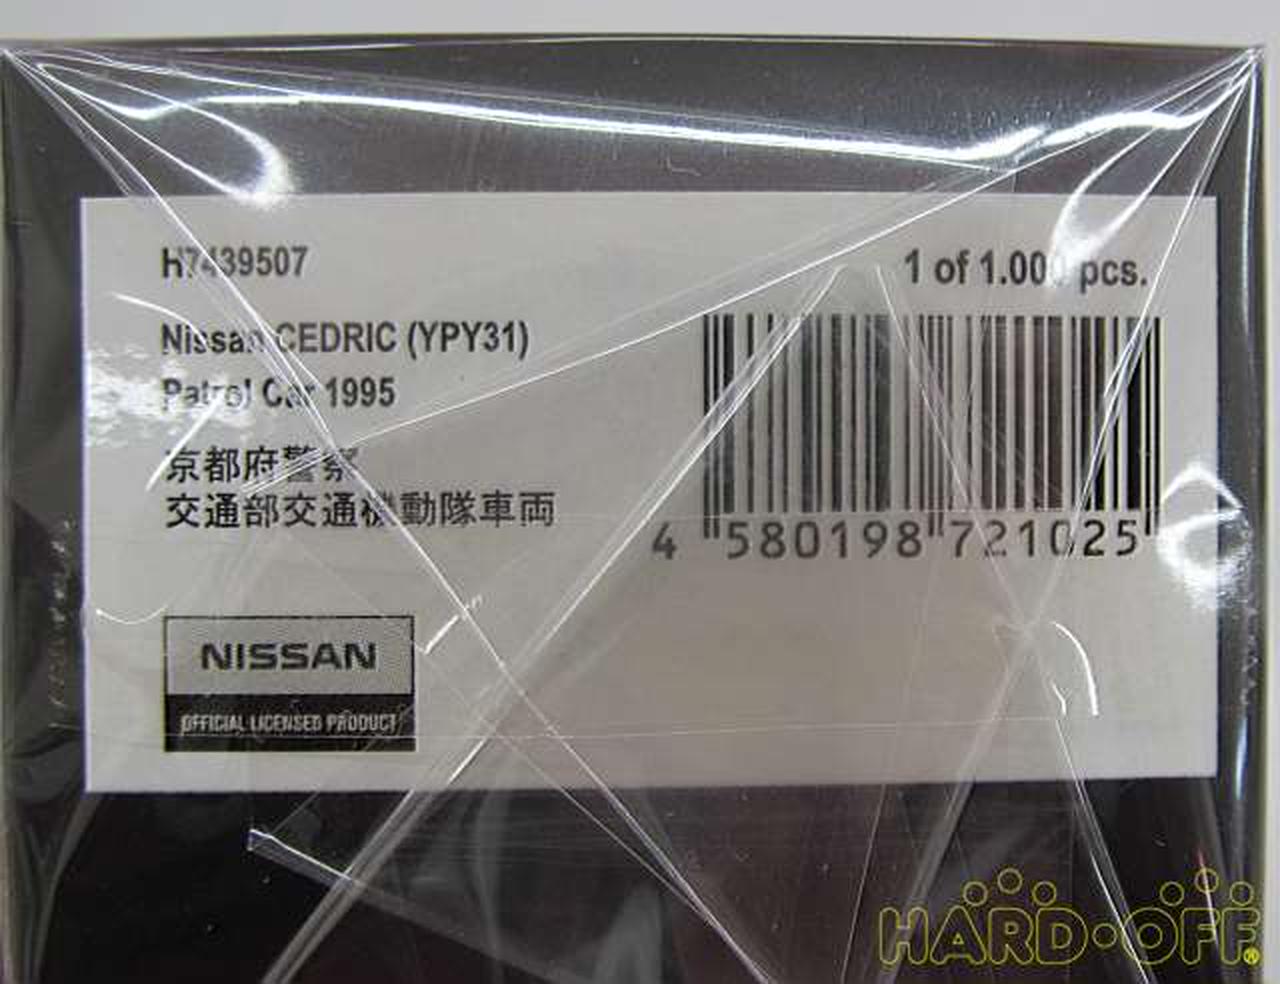 H7439507
1 of 1.000 pcs.
Nissan CEDRIC (YPY31)
Patrol Car 1995
京都府警察
交通部交通機動隊車両
4 580198 721025
NISSAN
OFFICIAL LICENSED PRODUCT
HARD·OFF®